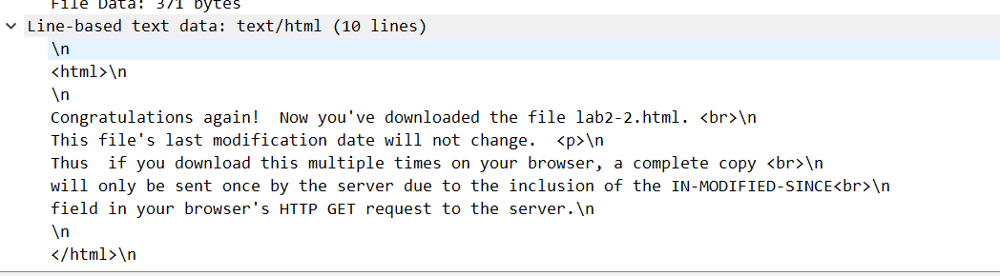 File Data: 371 bytes
Line-based text data: text/html (10 lines)
\n
<html>\n
\n
Congratulations again!  Now you've downloaded the file lab2-2.html. <br>\n
This file's last modification date will not change.  <p>\n
Thus  if you download this multiple times on your browser, a complete copy <br>\n
will only be sent once by the server due to the inclusion of the IN-MODIFIED-SINCE<br>\n
field in your browser's HTTP GET request to the server.\n
\n
</html>\n